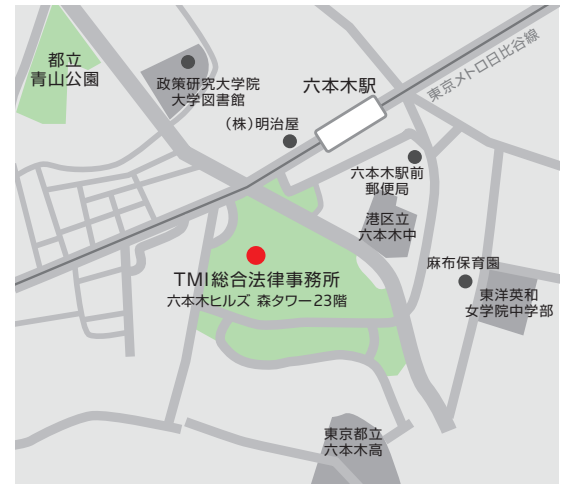 都立
青山公園
政策研究大学院
大学図書館
六本木駅
東京メトロ日比谷線
(株)明治屋
六本木駅前
郵便局
港区立
六本木中
麻布保育園
東洋英和
女学院中学部
TMI総合法律事務所
六本木ヒルズ 森タワー23階
東京都立
六本木高